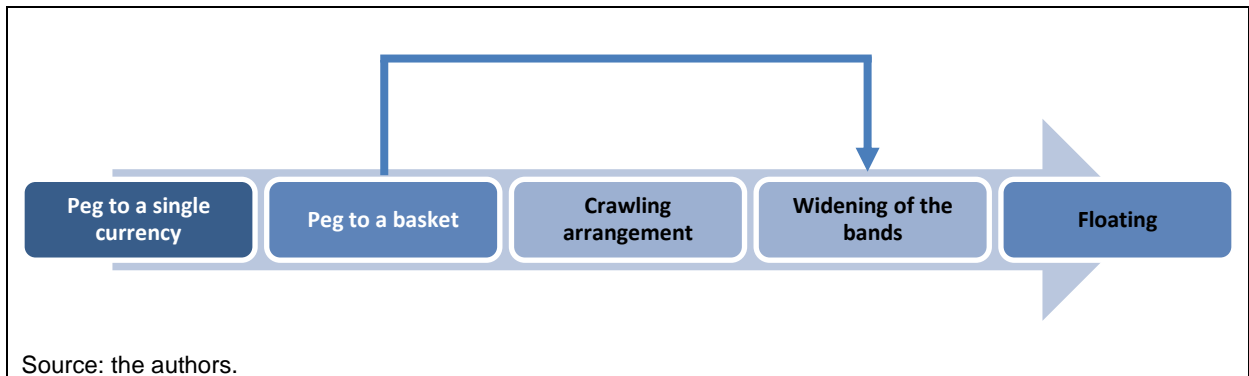 Peg to a single
currency
Peg to a basket
Crawling
arrangement
Widening of the
bands
Floating
Source: the authors.